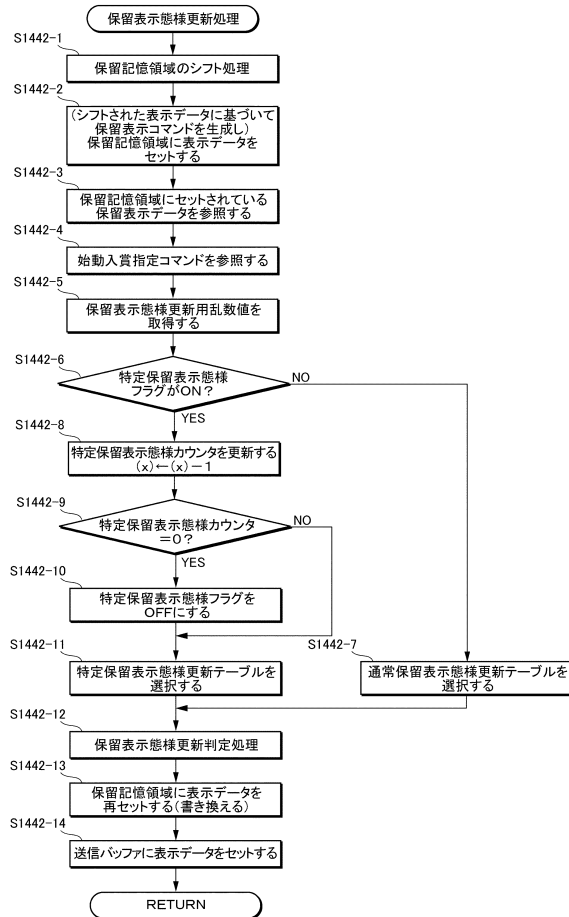 保留表示態様更新処理
S1442-1
保留記憶領域のシフト処理
S1442-2
(シフトされた表示データに基づいて
保留表示コマンドを生成し)
保留記憶領域に表示データを
セットする
S1442-3
保留記憶領域にセットされている
保留表示データを参照する
S1442-4
始動入賞指定コマンドを参照する
S1442-5
保留表示態様更新用乱数値を
取得する
S1442-6
特定保留表示態様
フラグがON?
NO
YES
S1442-8
特定保留表示態様カウンタを更新する
(x)←(x)-1
S1442-9
特定保留表示態様カウンタ
=0?
NO
YES
S1442-10
特定保留表示態様フラグを
OFFにする
S1442-11
特定保留表示態様更新テーブルを
選択する
S1442-7
通常保留表示態様更新テーブルを
選択する
S1442-12
保留表示態様更新判定処理
S1442-13
保留記憶領域に表示データを
再セットする(書き換える)
S1442-14
送信バッファに表示データをセットする
RETURN